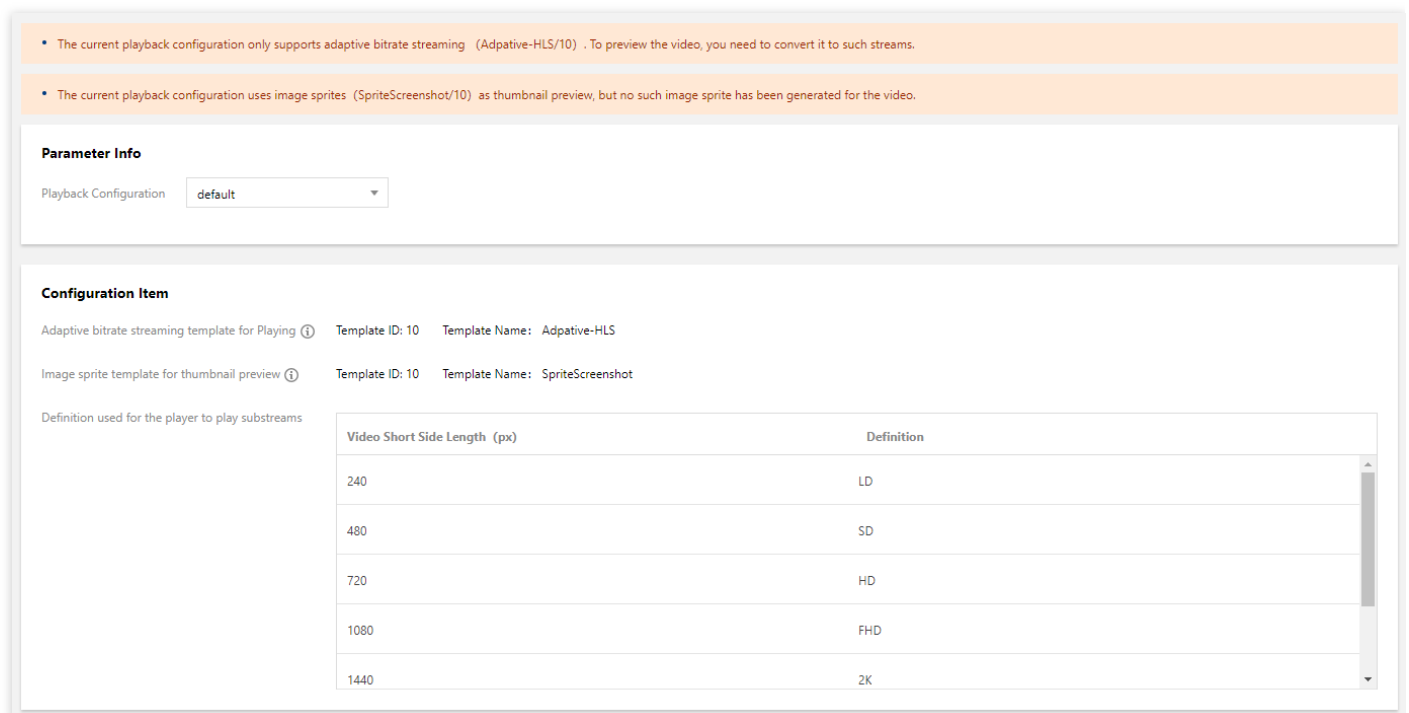 • The current playback configuration only supports adaptive bitrate streaming (Adpative-HLS/10) . To preview the video, you need to convert it to such streams.
• The current playback configuration uses image sprites (SpriteScreenshot/10) as thumbnail preview, but no such image sprite has been generated for the video.
Parameter Info
Playback Configuration default
Configuration Item
Adaptive bitrate streaming template for Playing Template ID: 10 Template Name: Adpative-HLS
Image sprite template for thumbnail preview Template ID: 10 Template Name: SpriteScreenshot
Definition used for the player to play substreams
Video Short Side Length (px) Definition
240 LD
480 SD
720 HD
1080 FHD
1440 2K